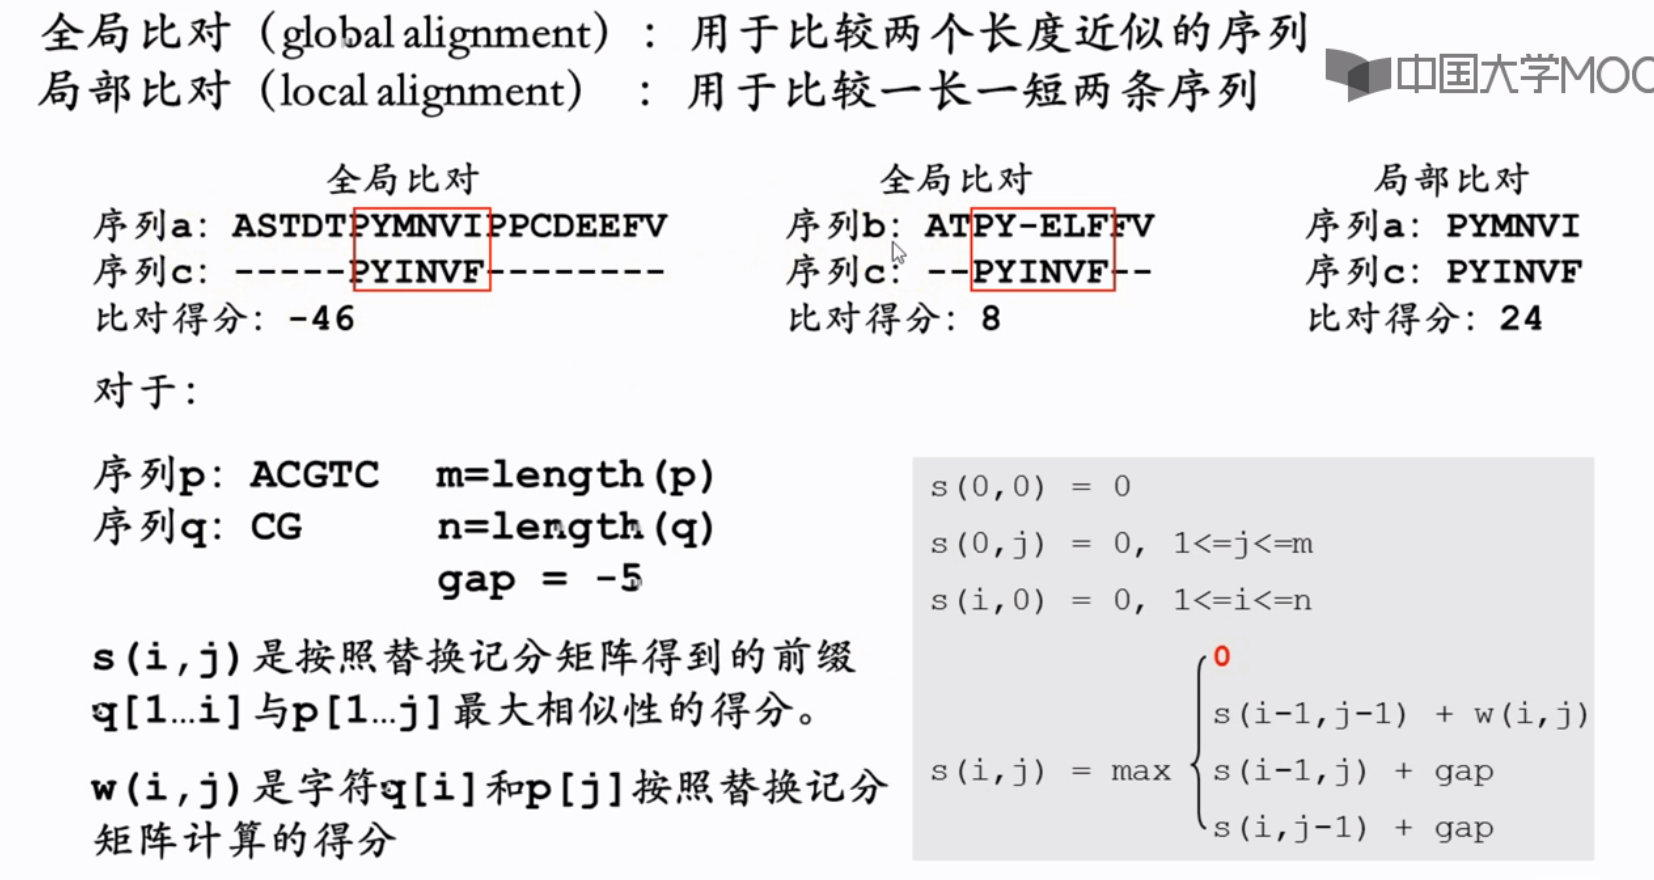 全局比对（global alignment）： 用于比较两个长度近似的序列
局部比对（local alignment） ： 用于比较一长一短两条序列
中国大学MOO
全局比对
序列a: ASTDTPYMNVIPPCDEEFV
序列c: -----PYINVF--------
比对得分: -46
全局比对
序列b: ATPY-ELFFV
序列c: --PYINVF--
比对得分: 8
局部比对
序列a: PYMNVI
序列c: PYINVF
比对得分: 24
对于:
序列p: ACGTC m=length(p)
序列q: CG n=length(q)
gap = -5
s(i,j)是按照替换记分矩阵得到的前缀
q[1…i]与p[1…j]最大相似性的得分。
w(i,j)是字符q[i]和p[j]按照替换记分
矩阵计算的得分
s(0,0) = 0
s(0,j) = 0, 1<=j<=m
s(i,0) = 0, 1<=i<=n
0
s(i-1,j-1) + w(i,j)
s(i,j) = max s(i-1,j) + gap
s(i,j-1) + gap